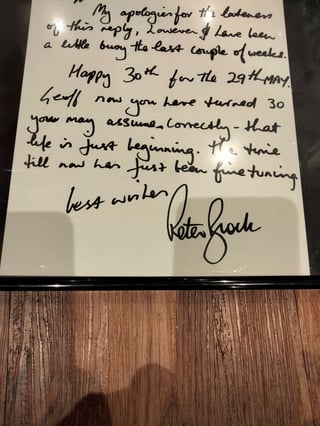 My apologies for the lateness
of this reply, however I have been
a little busy the last couple of weeks.
Happy 30th for the 29th MAY.
Geoff now you have turned 30
your may assume, correctly - that
life is just beginning. the time
till now has just been fine tuning
best wishes
Peter Brock